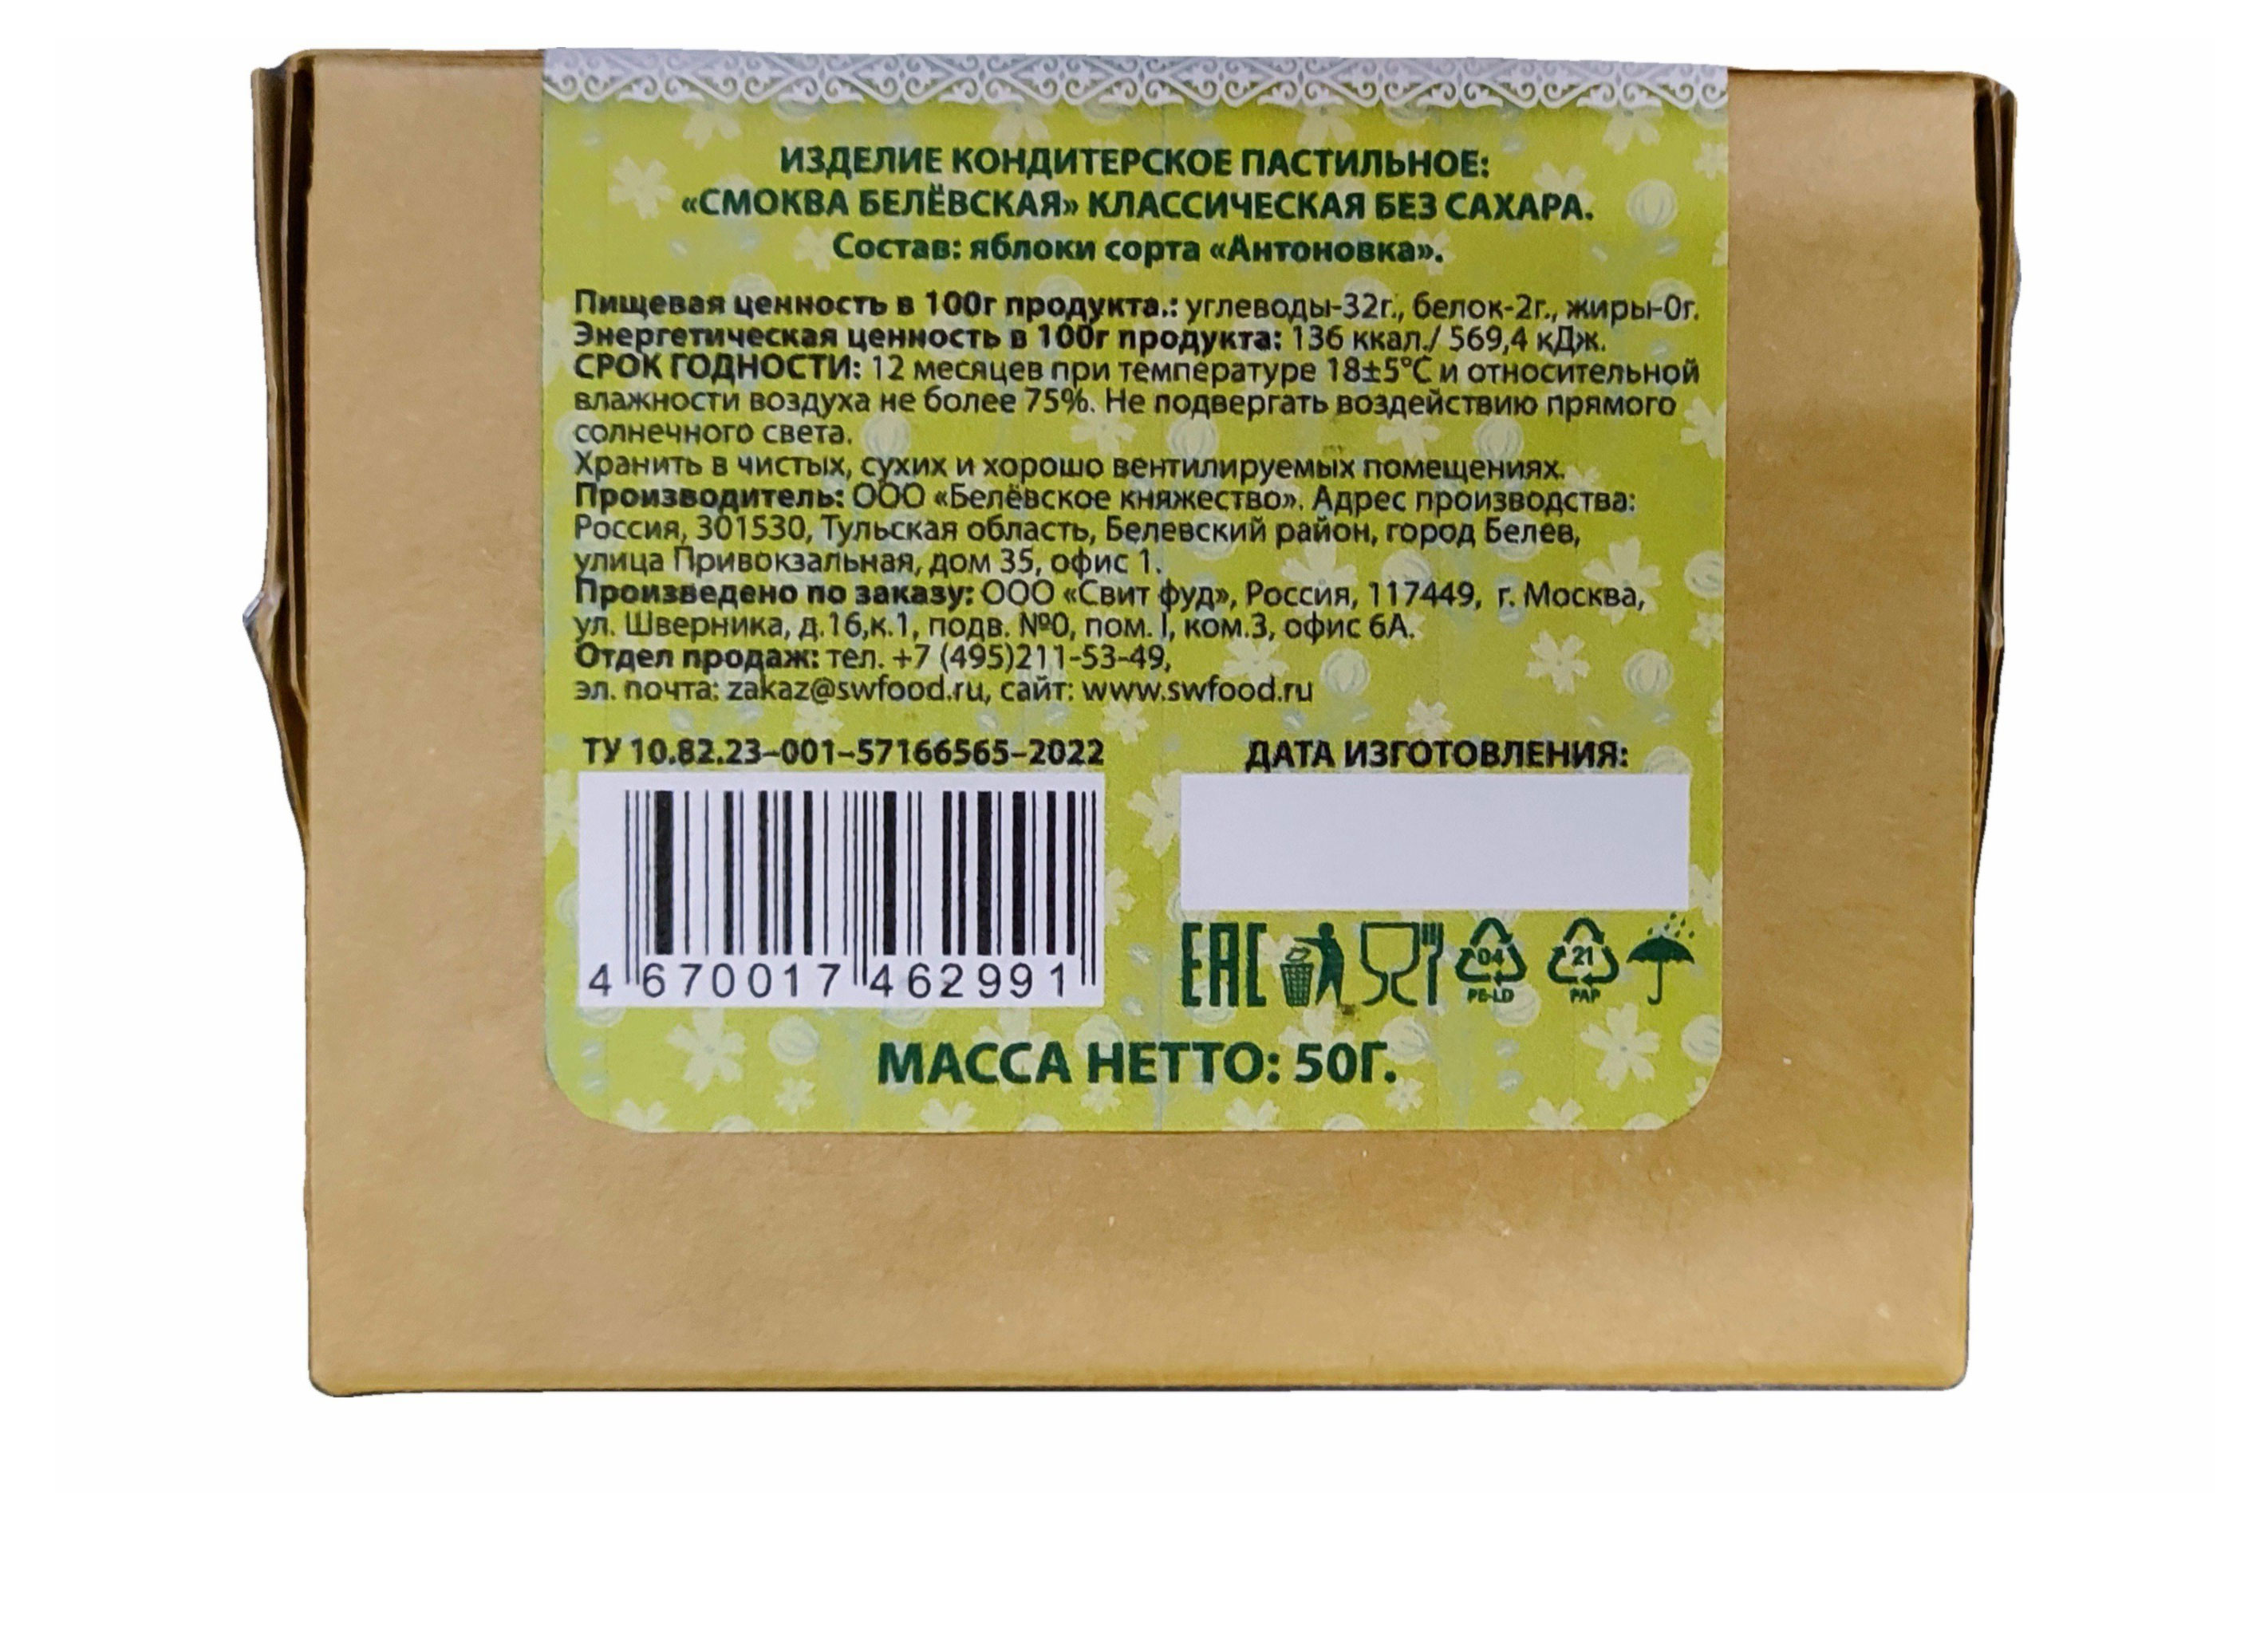 ИЗДЕЛИЕ КОНДИТЕРСКОЕ ПАСТИЛЬНОЕ:
«СМОКВА БЕЛЁВСКАЯ» КЛАССИЧЕСКАЯ БЕЗ САХАРА.
Состав: яблоки сорта «Антоновка».
Пищевая ценность в 100г продукта.: углеводы-32г., белок-2г., жиры-0г.
Энергетическая ценность в 100г продукта: 136 ккал./ 569,4 кДж.
СРОК ГОДНОСТИ: 12 месяцев при температуре 18±5°С и относительной
влажности воздуха не более 75%. Не подвергать воздействию прямого
солнечного света.
Хранить в чистых, сухих и хорошо вентилируемых помещениях.
Производитель: ООО «Белёвское княжество». Адрес производства:
Россия, 301530, Тульская область, Белевский район, город Белев,
улица Привокзальная, дом 35, офис 1.
Произведено по заказу: ООО «Свит фуд», Россия, 117449, г. Москва,
ул. Шверника, д.16,к.1, подв. №0, пом. I, ком.3, офис 6А.
Отдел продаж: тел. +7 (495)211-53-49,
эл. почта: zakaz@swfood.ru, сайт: www.swfood.ru
ТУ 10.82.23-001-57166565-2022
ДАТА ИЗГОТОВЛЕНИЯ:
4 670017 462991
ЕАС
04
PE-LD
21
PAP
МАССА НЕТТО: 50Г.